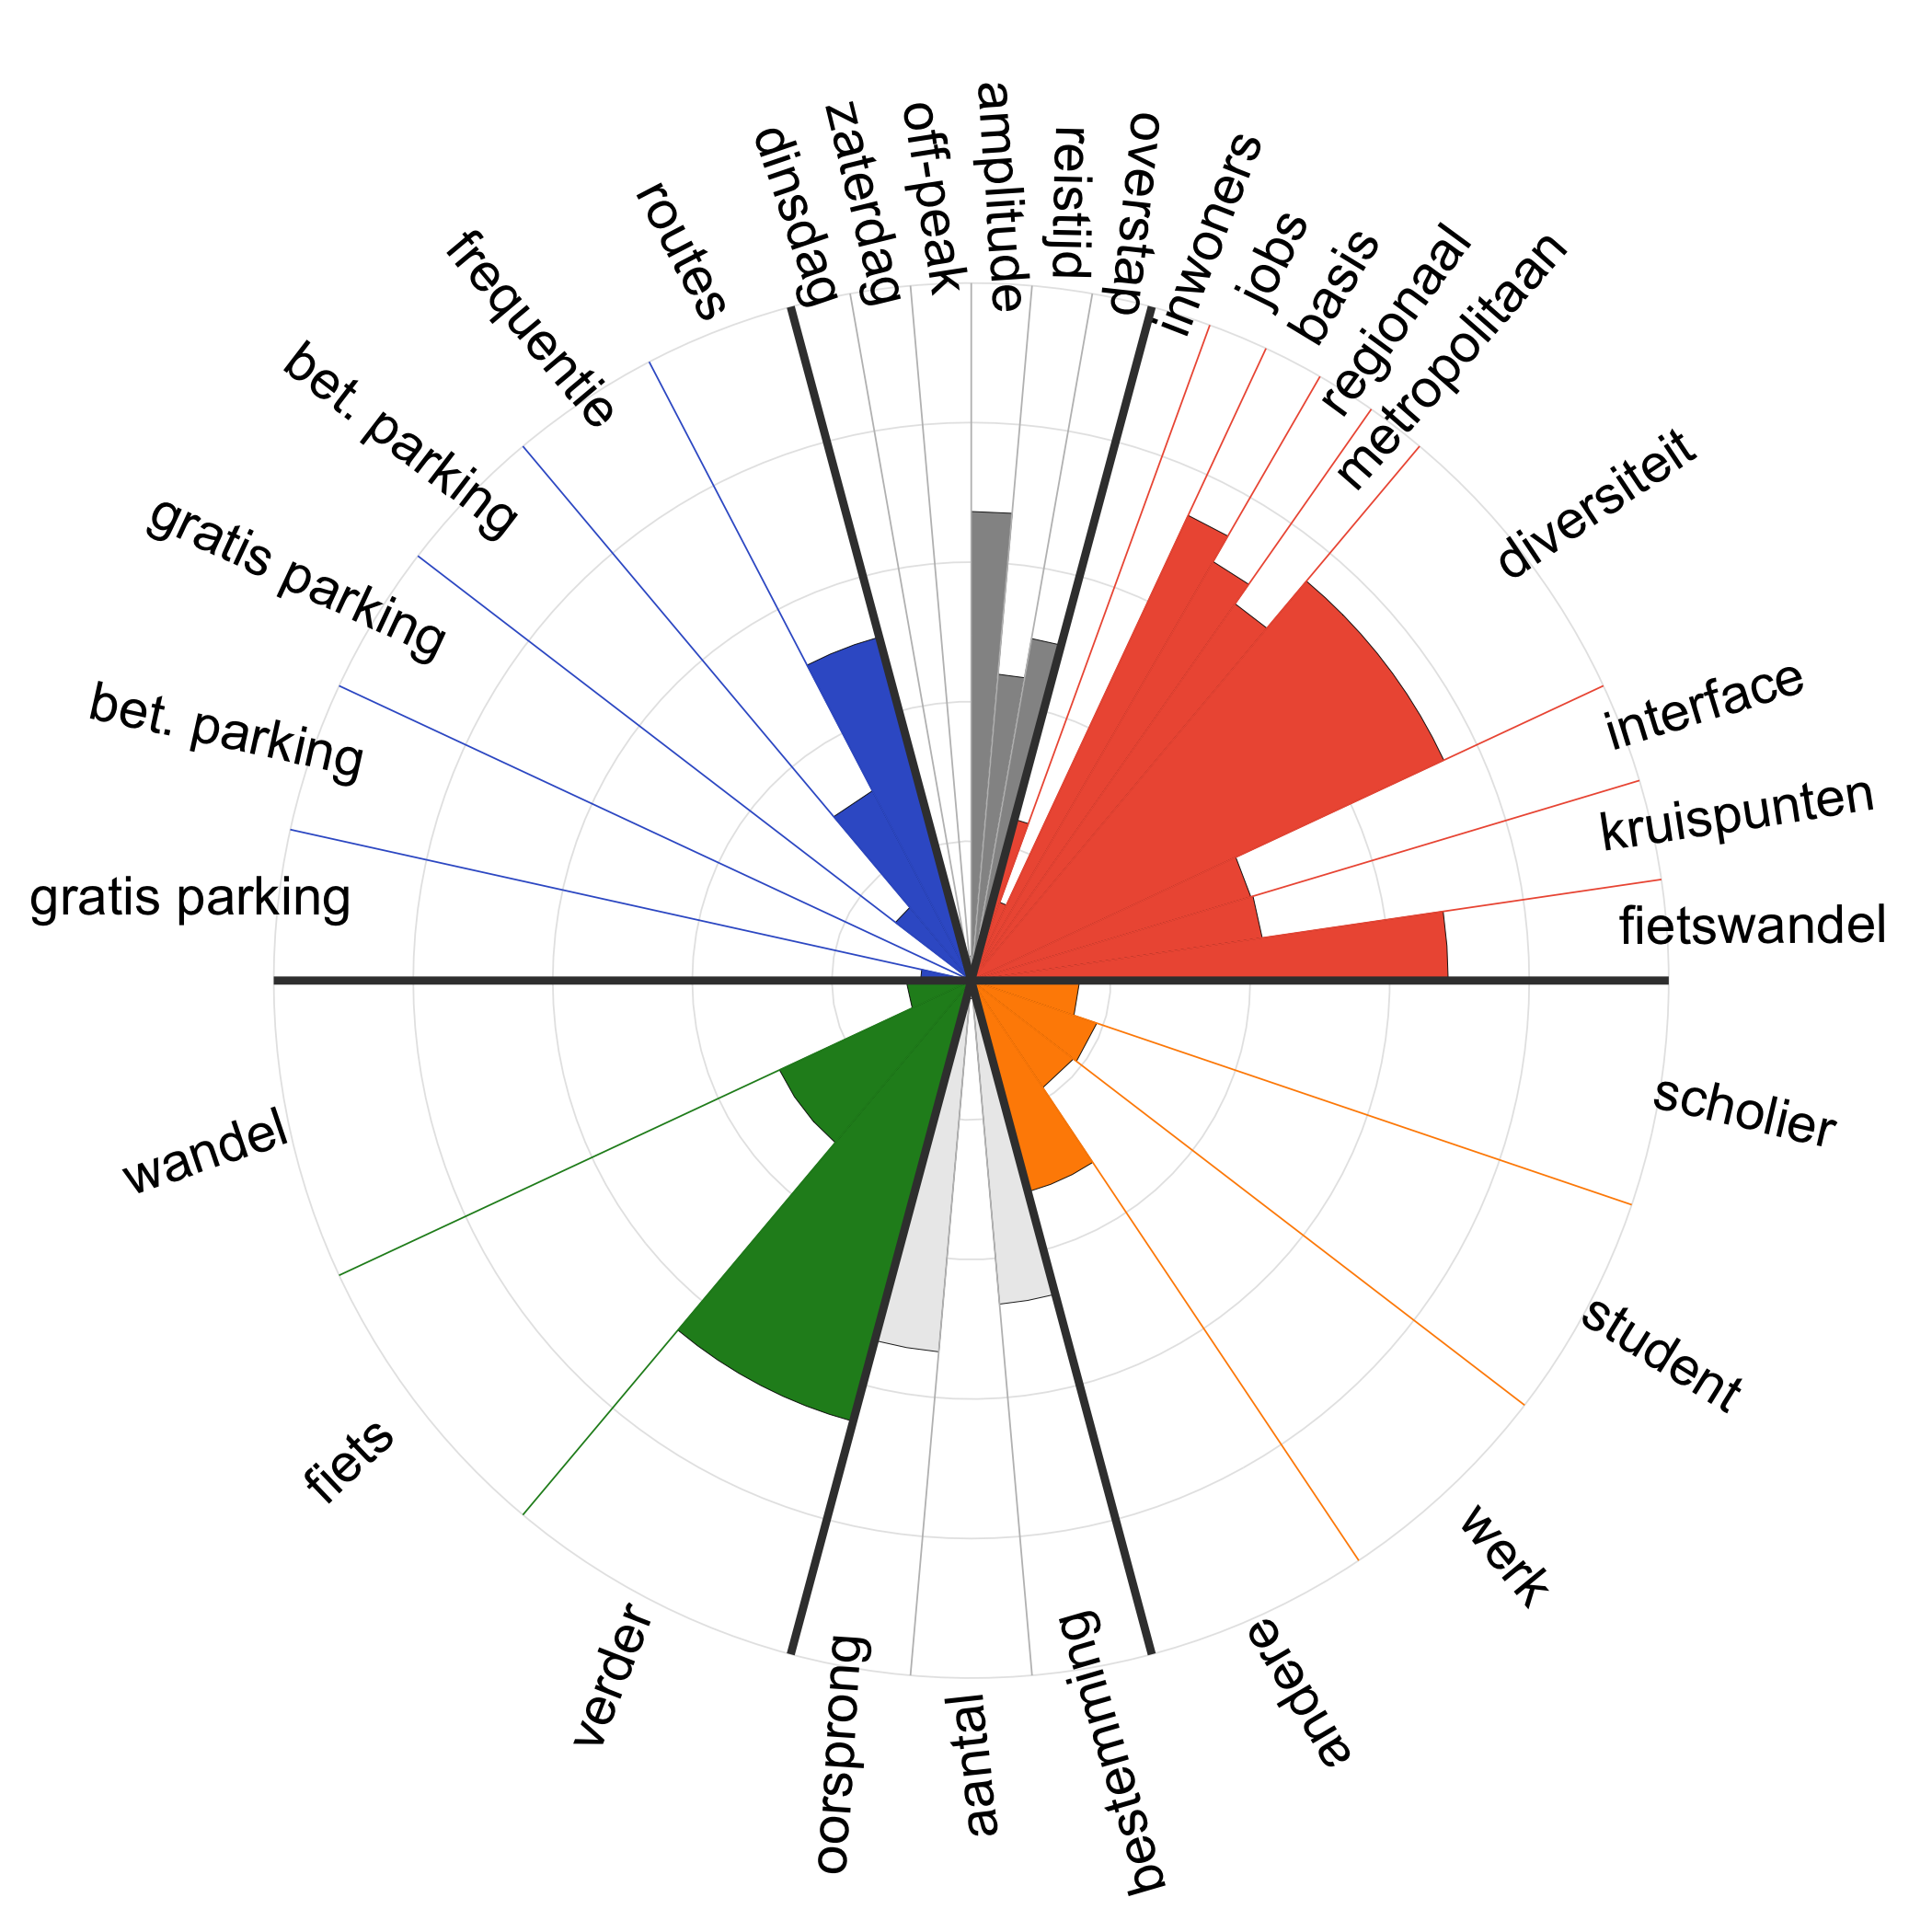 amplitude
reistijd
overstap
inwoners
jobs
basis
regionaal
metropolitaan
diversiteit
interface
kruispunten
fietswandel
scholier
student
werk
andere
bestemming
aantal
oorsprong
verder
fiets
wandel
gratis parking
bet. parking
gratis parking
bet. parking
frequentie
routes
dinsdag
zaterdag
off-peak